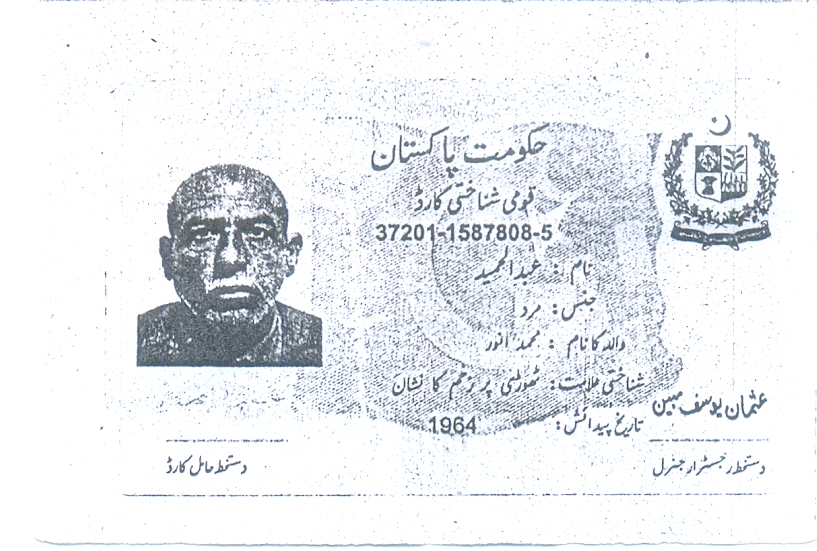 حکومت پاکستان
قومی شناختی کارڈ
37201-1587808-5
نام : عبدالحمید
جنس : مرد
والد کا نام : محمد انور
شناختی علامت : ٹھوڑی پر زخم کا نشان
تاریخ پیدائش : 1964
عثمان یوسف مبین
دستخط حامل کارڈ
دستخط رجسٹرار جنرل